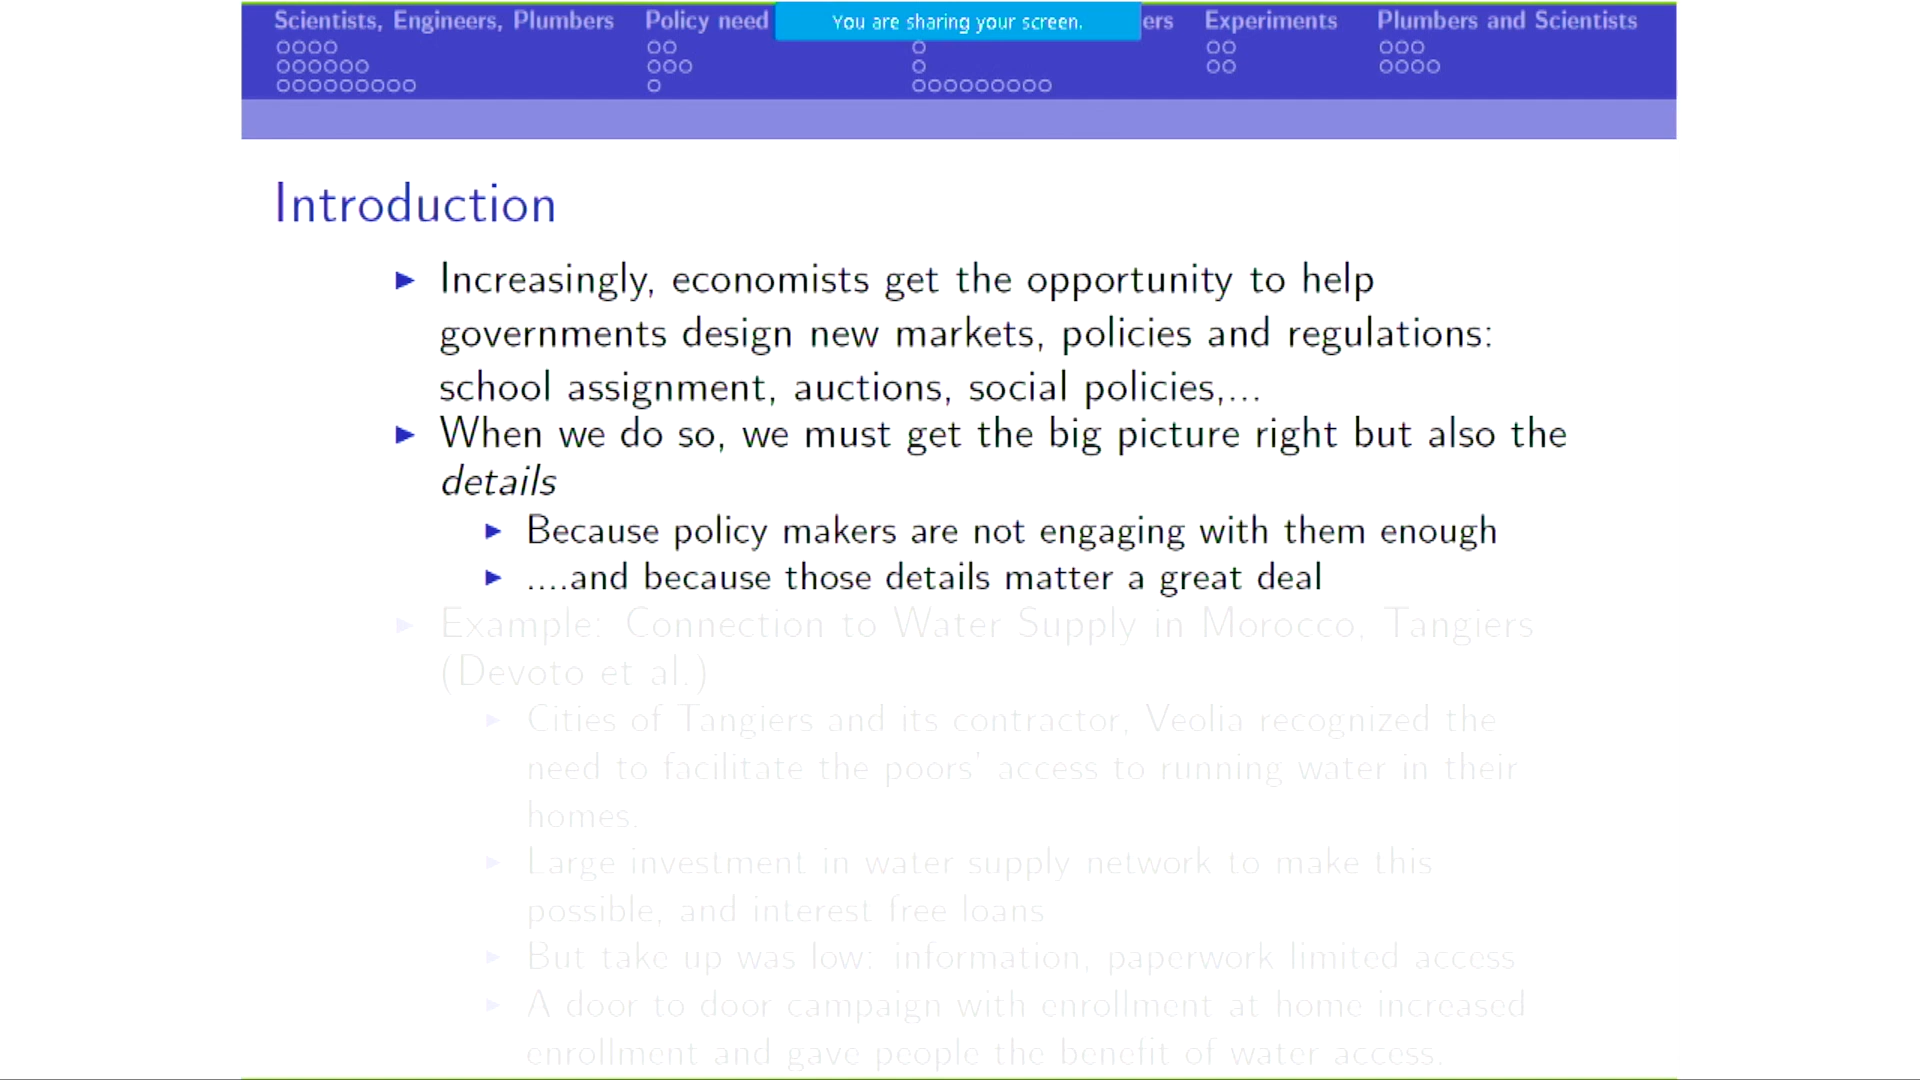 Scientists, Engineers, Plumbers Policy need You are sharing your screen. ers Experiments Plumbers and Scientists
Introduction
Increasingly, economists get the opportunity to help
governments design new markets, policies and regulations:
school assignment, auctions, social policies,...
When we do so, we must get the big picture right but also the
details
Because policy makers are not engaging with them enough
....and because those details matter a great deal
Example: Connection to Water Supply in Morocco, Tangiers
(Devoto et al.)
Cities of Tangiers and its contractor, Veolia recognized the
need to facilitate the poors' access to running water in their
homes.
Large investment in water supply network to make this
possible, and interest free loans
But take up was low: information, paperwork limited access
A door to door campaign with enrollment at home increased
enrollment and gave people the benefit of water access.